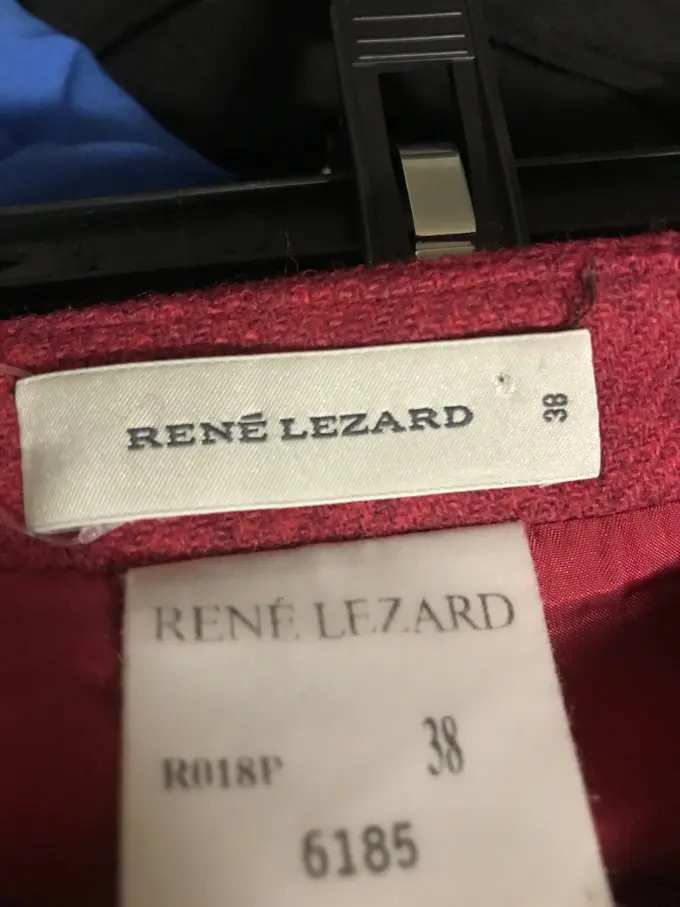 RENÉ LEZARD 38
RENÉ LEZARD
R018P 38
6185